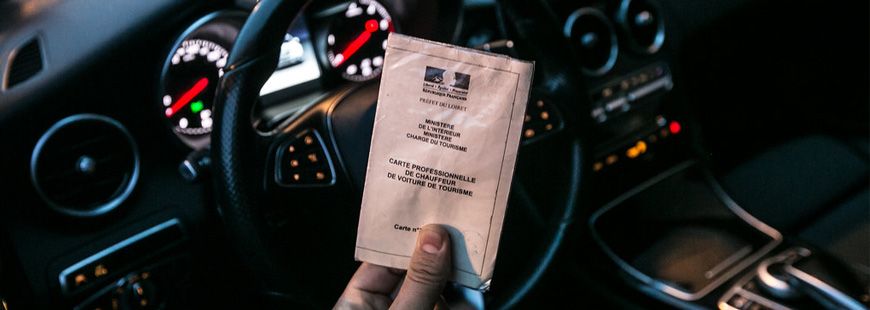 Liberté • Égalité • Fraternité
RÉPUBLIQUE FRANÇAISE
PRÉFET DU LOIRET
MINISTERE
DE L'INTÉRIEUR
MINISTERE
CHARGE DU TOURISME
CARTE PROFESSIONNELLE
DE CHAUFFEUR
DE VOITURE DE TOURISME
Carte n°